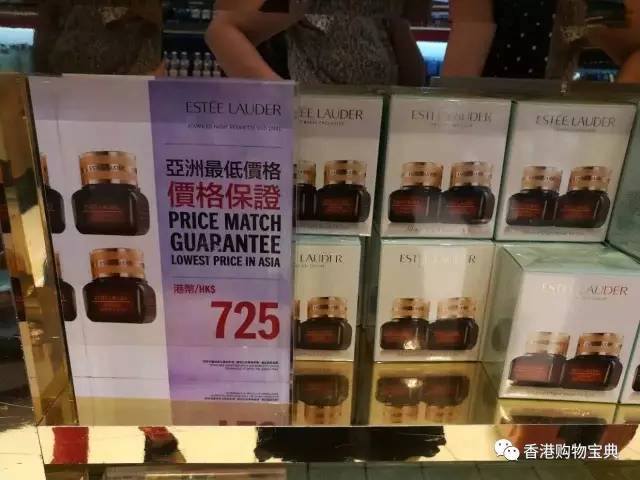 ESTĒE LAUDER
亞洲最低價格
價格保證
PRICE MATCH
GUARANTEE
LOWEST PRICE IN ASIA
港幣/HK$
725
ESTĒE LAUDER
ESTĒE LAUDER
ESTĒE LAUDER
ESTĒE LAUDER
ESTĒE LAUDER
ESTĒE LAUDER
香港购物宝典